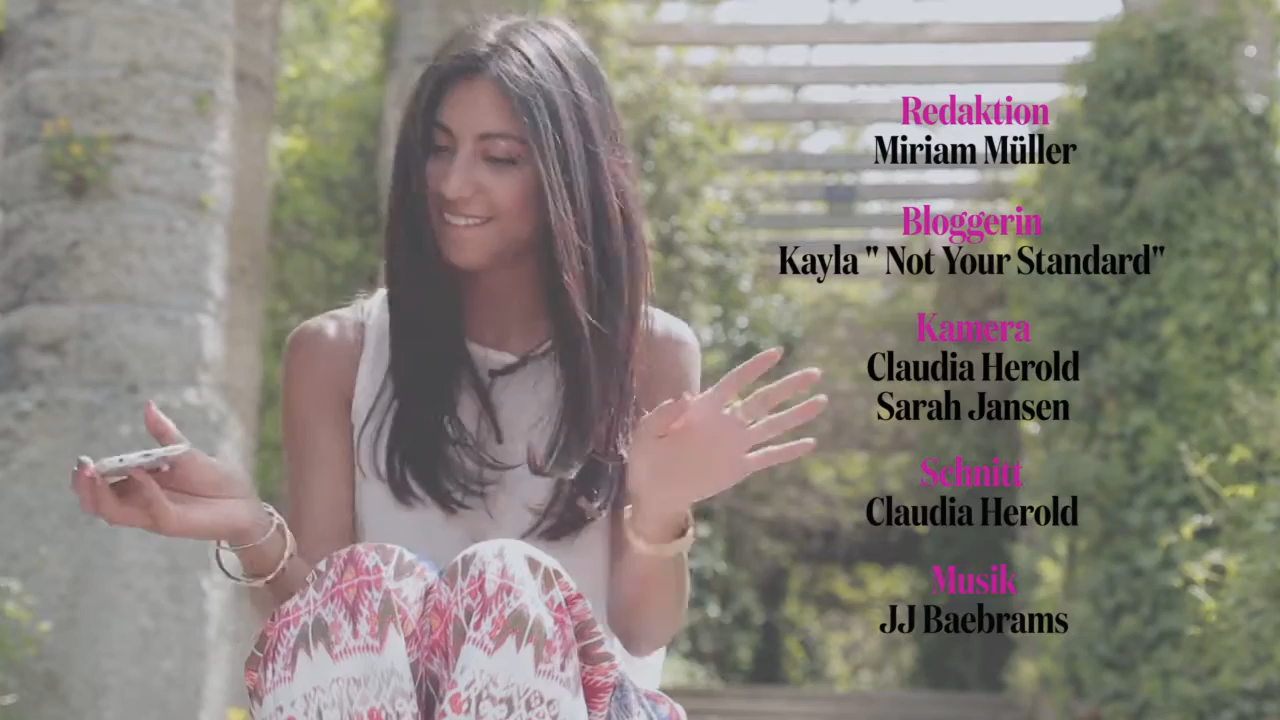 Redaktion
Miriam Müller
Bloggerin
Kayla " Not Your Standard"
Kamera
Claudia Herold
Sarah Jansen
Schnitt
Claudia Herold
Musik
JJ Baebrams